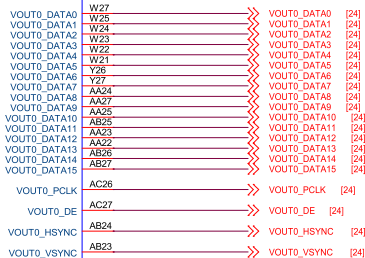 VOUT0_DATA0 W27 VOUT0_DATA0 [24]
VOUT0_DATA1 W25 VOUT0_DATA1 [24]
VOUT0_DATA2 W24 VOUT0_DATA2 [24]
VOUT0_DATA3 W23 VOUT0_DATA3 [24]
VOUT0_DATA4 W22 VOUT0_DATA4 [24]
VOUT0_DATA5 W21 VOUT0_DATA5 [24]
VOUT0_DATA6 Y26 VOUT0_DATA6 [24]
VOUT0_DATA7 Y27 VOUT0_DATA7 [24]
VOUT0_DATA8 AA24 VOUT0_DATA8 [24]
VOUT0_DATA9 AA27 VOUT0_DATA9 [24]
VOUT0_DATA10 AA25 VOUT0_DATA10 [24]
VOUT0_DATA11 AB25 VOUT0_DATA11 [24]
VOUT0_DATA12 AA23 VOUT0_DATA12 [24]
VOUT0_DATA13 AA22 VOUT0_DATA13 [24]
VOUT0_DATA14 AB26 VOUT0_DATA14 [24]
VOUT0_DATA15 AB27 VOUT0_DATA15 [24]
VOUT0_PCLK AC26 VOUT0_PCLK [24]
VOUT0_DE AC27 VOUT0_DE [24]
VOUT0_HSYNC AB24 VOUT0_HSYNC [24]
VOUT0_VSYNC AB23 VOUT0_VSYNC [24]